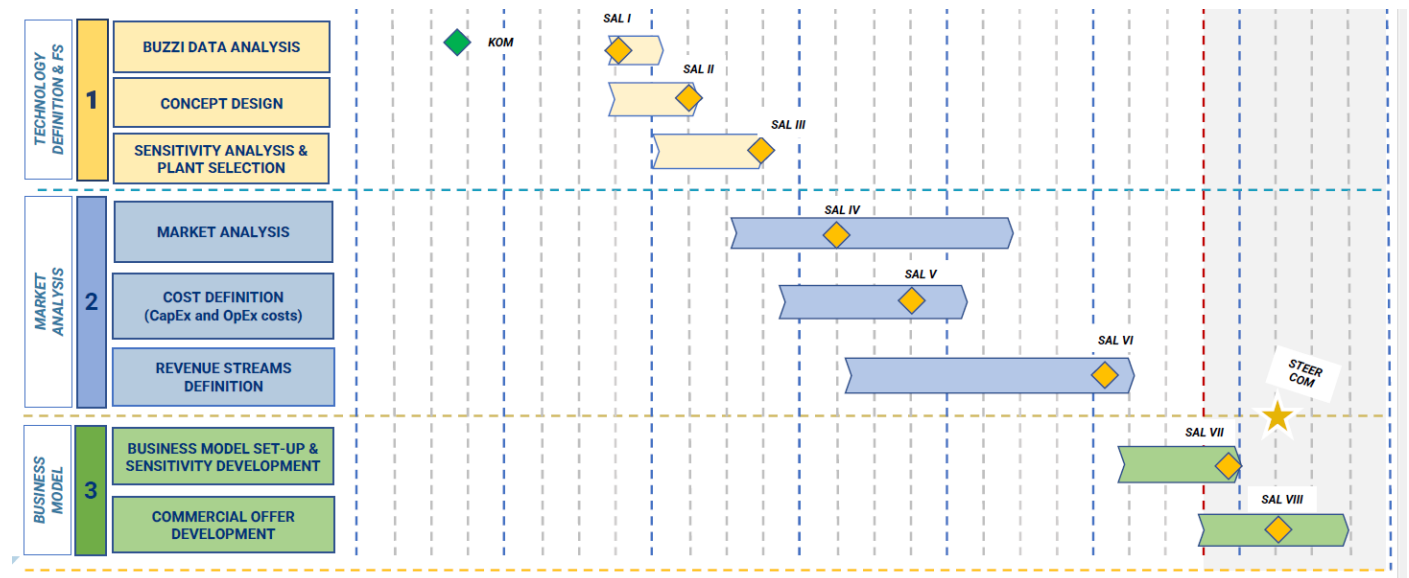 TECHNOLOGY
DEFINITION & FS
1
BUZZI DATA ANALYSIS
KOM
SAL I
CONCEPT DESIGN
SAL II
SENSITIVITY ANALYSIS &
PLANT SELECTION
SAL III
MARKET
ANALYSIS
2
MARKET ANALYSIS
SAL IV
COST DEFINITION
(CapEx and OpEx costs)
SAL V
REVENUE STREAMS
DEFINITION
SAL VI
STEER
COM
BUSINESS
MODEL
3
BUSINESS MODEL SET-UP &
SENSITIVITY DEVELOPMENT
SAL VII
COMMERCIAL OFFER
DEVELOPMENT
SAL VIII